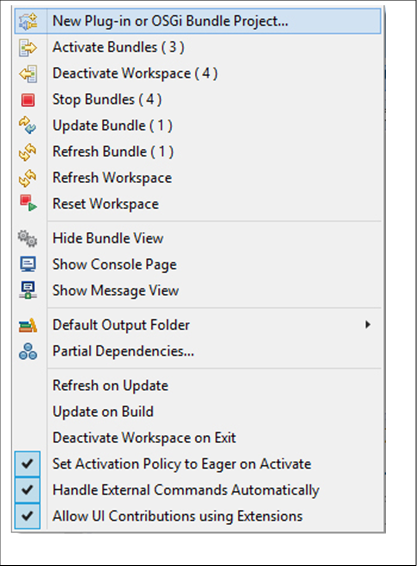 New Plug-in or OSGi Bundle Project...
Activate Bundles ( 3 )
Deactivate Workspace ( 4 )
Stop Bundles ( 4 )
Update Bundle ( 1 )
Refresh Bundle ( 1 )
Refresh Workspace
Reset Workspace
Hide Bundle View
Show Console Page
Show Message View
Default Output Folder
Partial Dependencies...
Refresh on Update
Update on Build
Deactivate Workspace on Exit
Set Activation Policy to Eager on Activate
Handle External Commands Automatically
Allow UI Contributions using Extensions